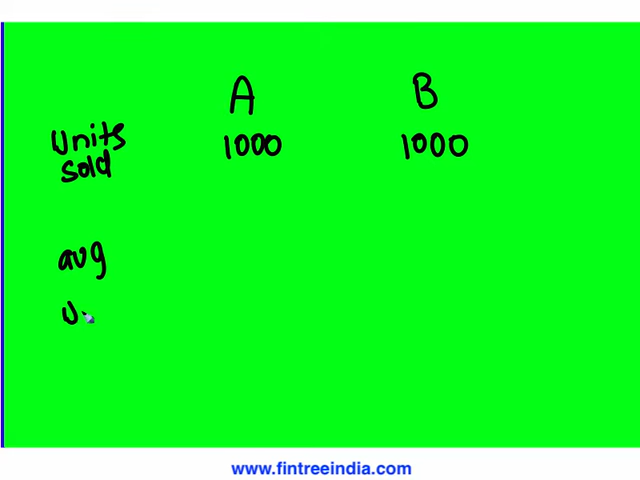 A B
Units 1000 1000
sold
avg
U
www.fintreeindia.com